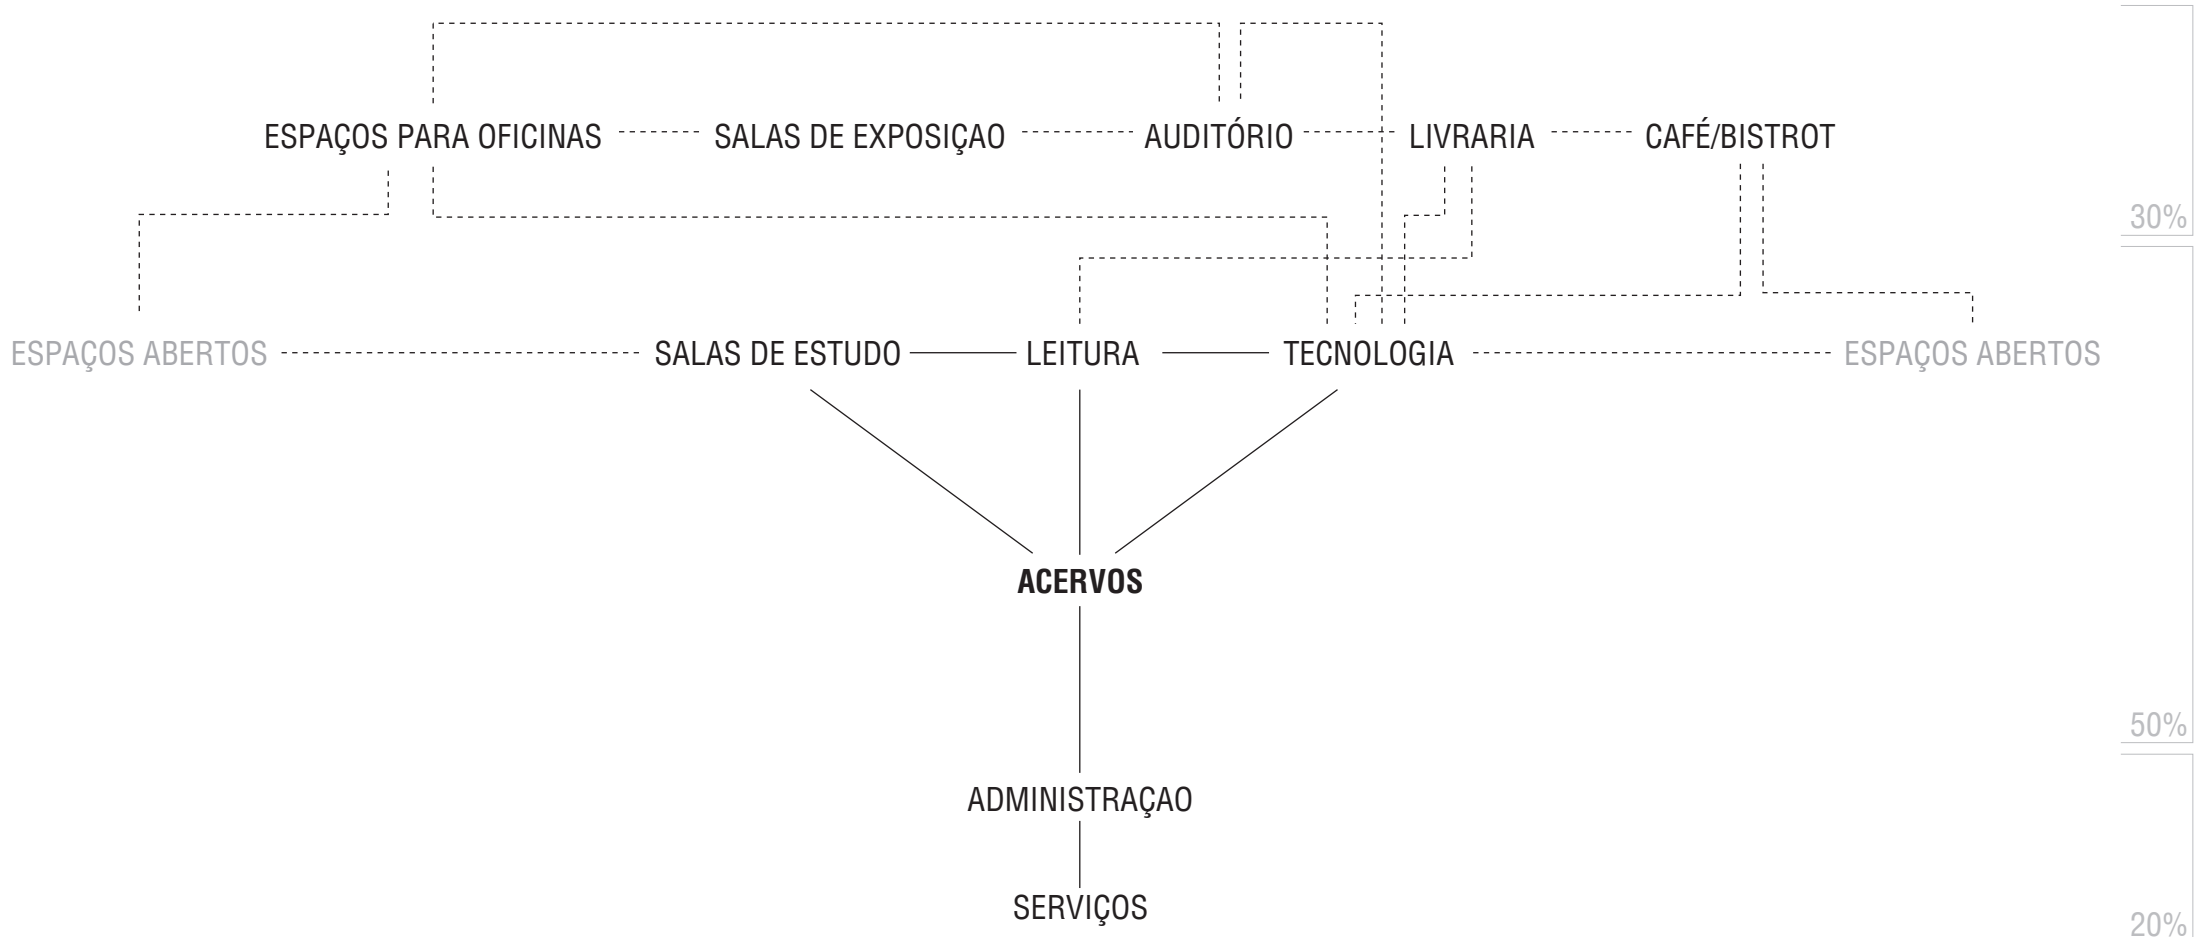 ESPAÇOS PARA OFICINAS SALAS DE EXPOSIÇAO AUDITÓRIO LIVRARIA CAFÉ/BISTROT
30%
ESPAÇOS ABERTOS SALAS DE ESTUDO LEITURA TECNOLOGIA ESPAÇOS ABERTOS
ACERVOS
50%
ADMINISTRAÇAO
SERVIÇOS
20%